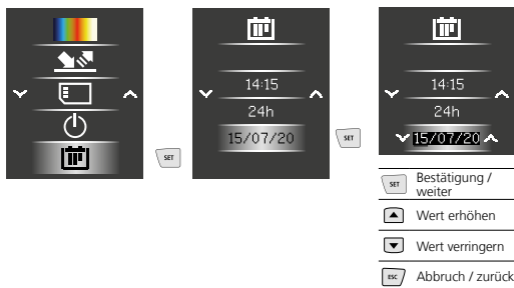 14:15
24h
15/07/20
SET
SET
14:15
24h
15/07/20
SET Bestätigung / weiter
Wert erhöhen
Wert verringern
ESC Abbruch / zurück